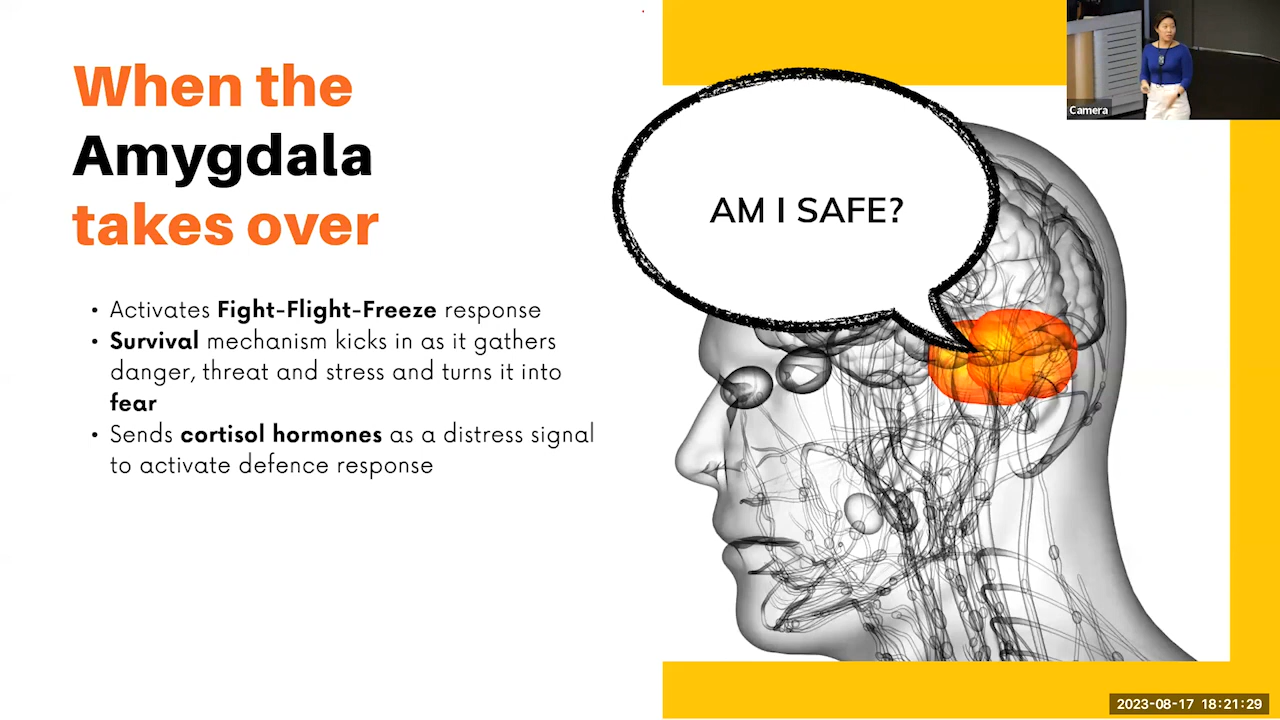 When the
Amygdala
takes over
• Activates Fight-Flight-Freeze response
• Survival mechanism kicks in as it gathers
danger, threat and stress and turns it into
fear
• Sends cortisol hormones as a distress signal
to activate defence response
AM I SAFE?
Camera
2023-08-17 18:21:29